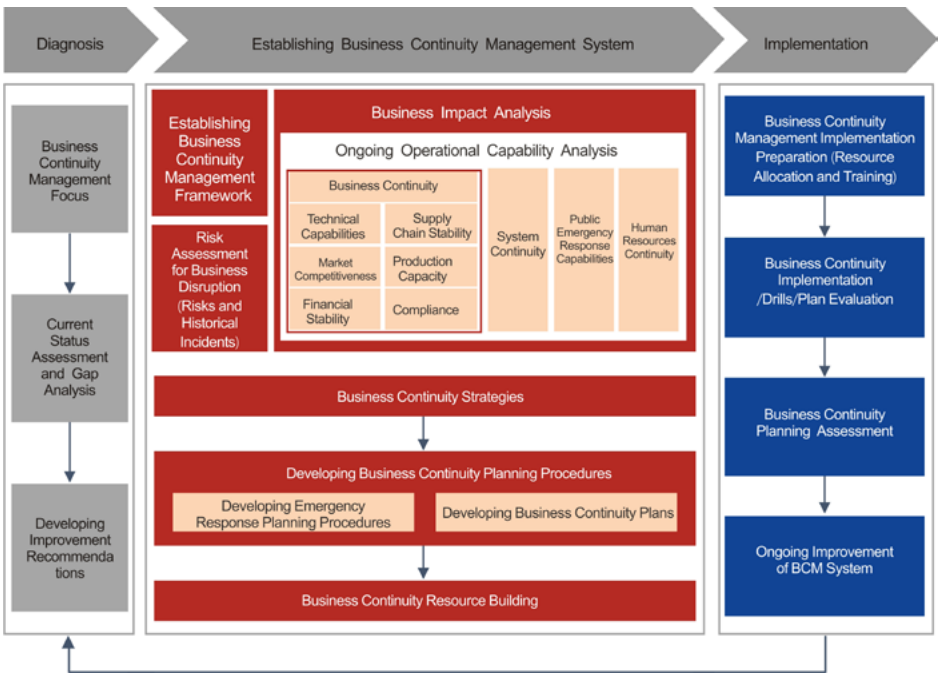 Diagnosis
Establishing Business Continuity Management System
Implementation
Business
Continuity
Management
Focus
Current
Status
Assessment
and Gap
Analysis
Developing
Improvement
Recommenda
tions
Establishing
Business
Continuity
Management
Framework
Risk
Assessment
for Business
Disruption
(Risks and
Historical
Incidents)
Business Impact Analysis
Ongoing Operational Capability Analysis
Business Continuity
Technical
Capabilities
Supply
Chain Stability
Market
Competitiveness
Production
Capacity
Financial
Stability
Compliance
System
Continuity
Public
Emergency
Response
Capabilities
Human
Resources
Continuity
Business Continuity Strategies
Developing Business Continuity Planning Procedures
Developing Emergency
Response Planning Procedures
Developing Business Continuity Plans
Business Continuity Resource Building
Business Continuity
Management Implementation
Preparation (Resource
Allocation and Training)
Business Continuity
Implementation
/Drills/Plan Evaluation
Business Continuity
Planning Assessment
Ongoing Improvement
of BCM System